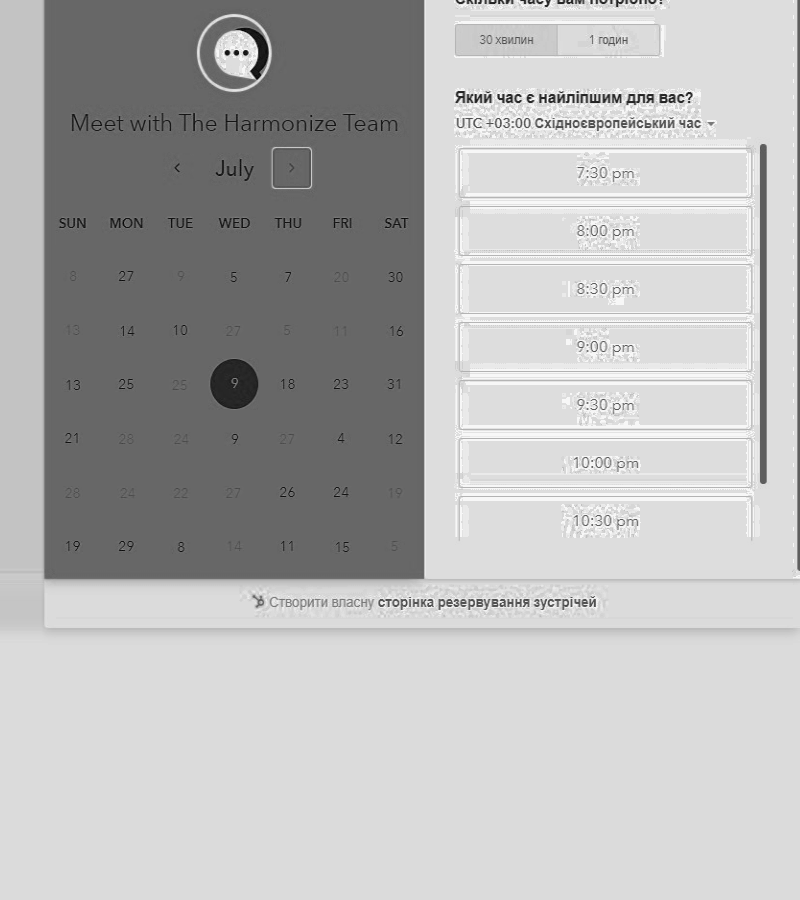 Скільки часу вам потрібно?
30 хвилин 1 годин
Meet with The Harmonize Team
July
SUN MON TUE WED THU FRI SAT
8 27 9 5 7 20 30
13 14 10 27 5 11 16
13 25 25 9 18 23 31
21 28 24 9 27 4 12
28 24 22 27 26 24 19
19 29 8 14 11 15 5
Який час є найліпшим для вас?
UTC +03:00 Східноєвропейський час
7:30 pm
8:00 pm
8:30 pm
9:00 pm
9:30 pm
10:00 pm
10:30 pm
Створити власну сторінка резервування зустрічей